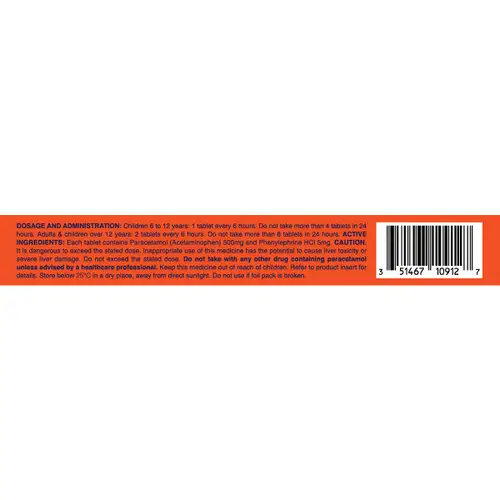 DOSAGE AND ADMINISTRATION: Children 6 to 12 years: 1 tablet every 6 hours. Do not take more than 4 tablets in 24
hours. Adults & children over 12 years: 2 tablets every 6 hours. Do not take more than 8 tablets in 24 hours. ACTIVE
INGREDIENTS: Each tablet contains Paracetamol (Acetaminophen) 500mg and Phenylephrine HCl 5mg. CAUTION.
It is dangerous to exceed the stated dose. Inappropriate use of this medicine has the potential to cause liver toxicity or
severe liver damage. Do not exceed the stated dose. Do not take with any other drug containing paracetamol
unless advised by a healthcare professional. Keep this medicine out of reach of children. Refer to product insert for
details. Store below 25°C in a dry place, away from direct sunlight. Do not use if foil pack is broken.
3 51467 10912 7